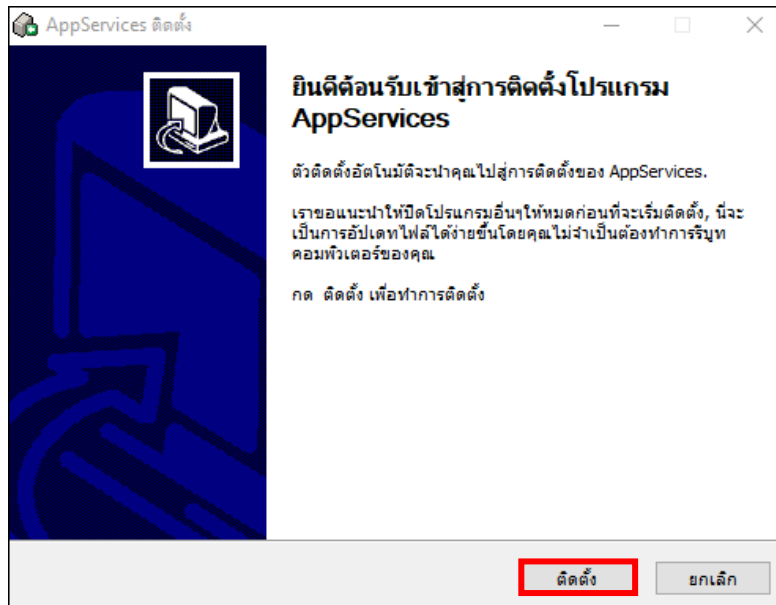 AppServices ติดตั้ง
ยินดีต้อนรับเข้าสู่การติดตั้งโปรแกรม
AppServices
ตัวติดตั้งอัตโนมัติจะนำคุณไปสู่การติดตั้งของ AppServices.
เราขอแนะนำให้ปิดโปรแกรมอื่นๆให้หมดก่อนที่จะเริ่มติดตั้ง, นี่จะ
เป็นการอัปเดทไฟล์ได้ง่ายขึ้นโดยคุณไม่จำเป็นต้องทำการรีบูท
คอมพิวเตอร์ของคุณ
กด ติดตั้ง เพื่อทำการติดตั้ง
ติดตั้ง
ยกเลิก